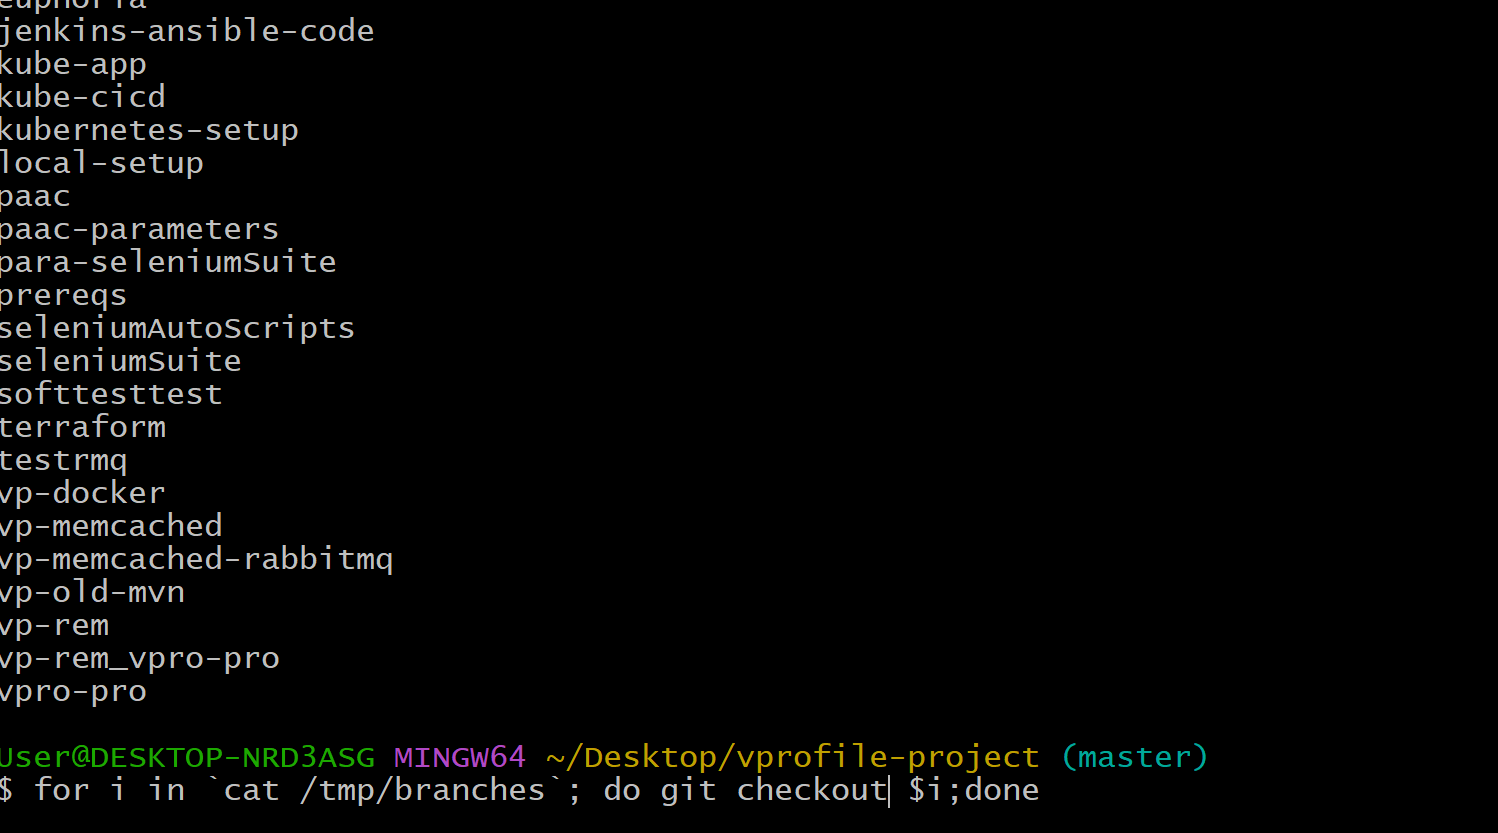 euphoria
jenkins-ansible-code
kube-app
kube-cicd
kubernetes-setup
local-setup
paac
paac-parameters
para-seleniumSuite
prereqs
seleniumAutoScripts
seleniumSuite
softtesttest
terraform
testrmq
vp-docker
vp-memcached
vp-memcached-rabbitmq
vp-old-mvn
vp-rem
vp-rem_vpro-pro
vpro-pro
User@DESKTOP-NRD3ASG MINGW64 ~/Desktop/vprofile-project (master)
$ for i in `cat /tmp/branches`; do git checkout $i;done